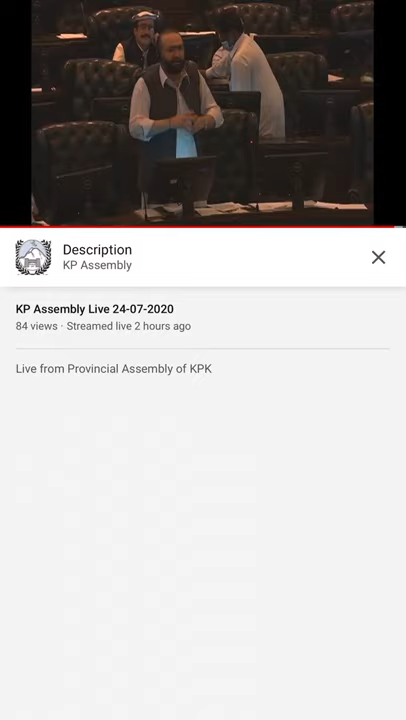 Description
KP Assembly
KP Assembly Live 24-07-2020
84 views · Streamed live 2 hours ago
Live from Provincial Assembly of KPK